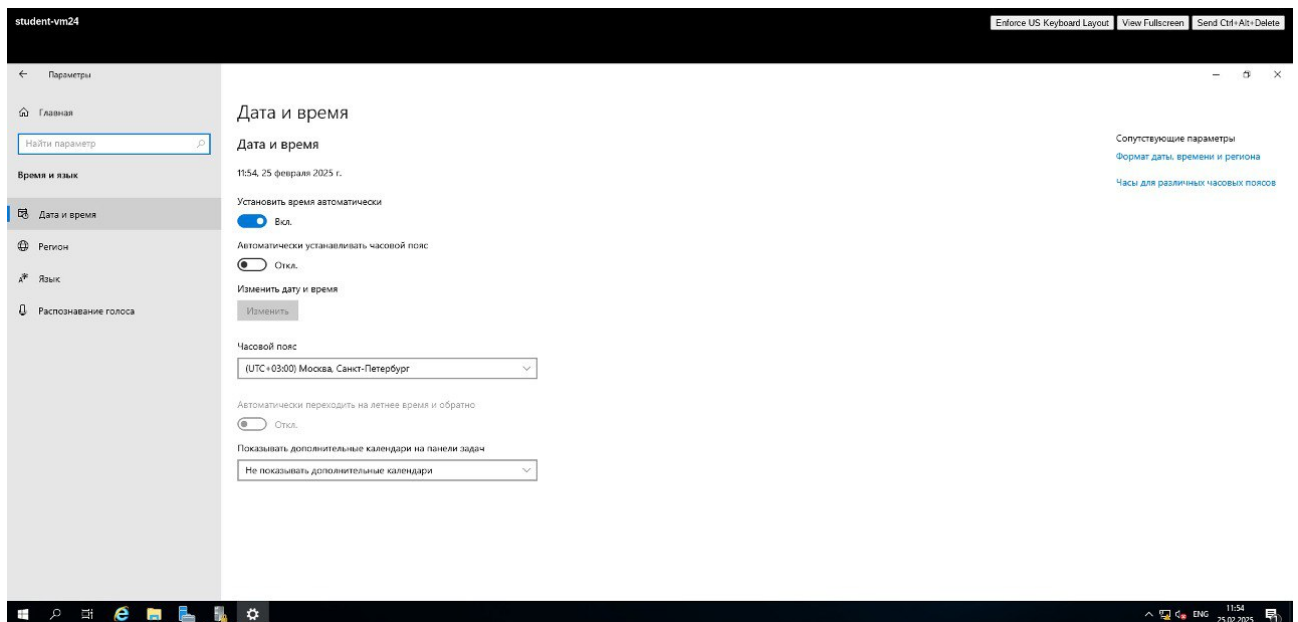 student-vm24
Enforce US Keyboard Layout View Fullscreen Send Ctrl+Alt+Delete
Параметры
Главная
Найти параметр
Время и язык
Дата и время
Регион
Язык
Распознавание голоса
Дата и время
Дата и время
11:54, 25 февраля 2025 г.
Установить время автоматически
Вкл.
Автоматически устанавливать часовой пояс
Откл.
Изменить дату и время
Изменить
Часовой пояс
(UTC+03:00) Москва, Санкт-Петербург
Автоматически переходить на летнее время и обратно
Откл.
Показывать дополнительные календари на панели задач
Не показывать дополнительные календари
Сопутствующие параметры
Формат даты, времени и региона
Часы для различных часовых поясов
ENG
11:54
25.02.2025